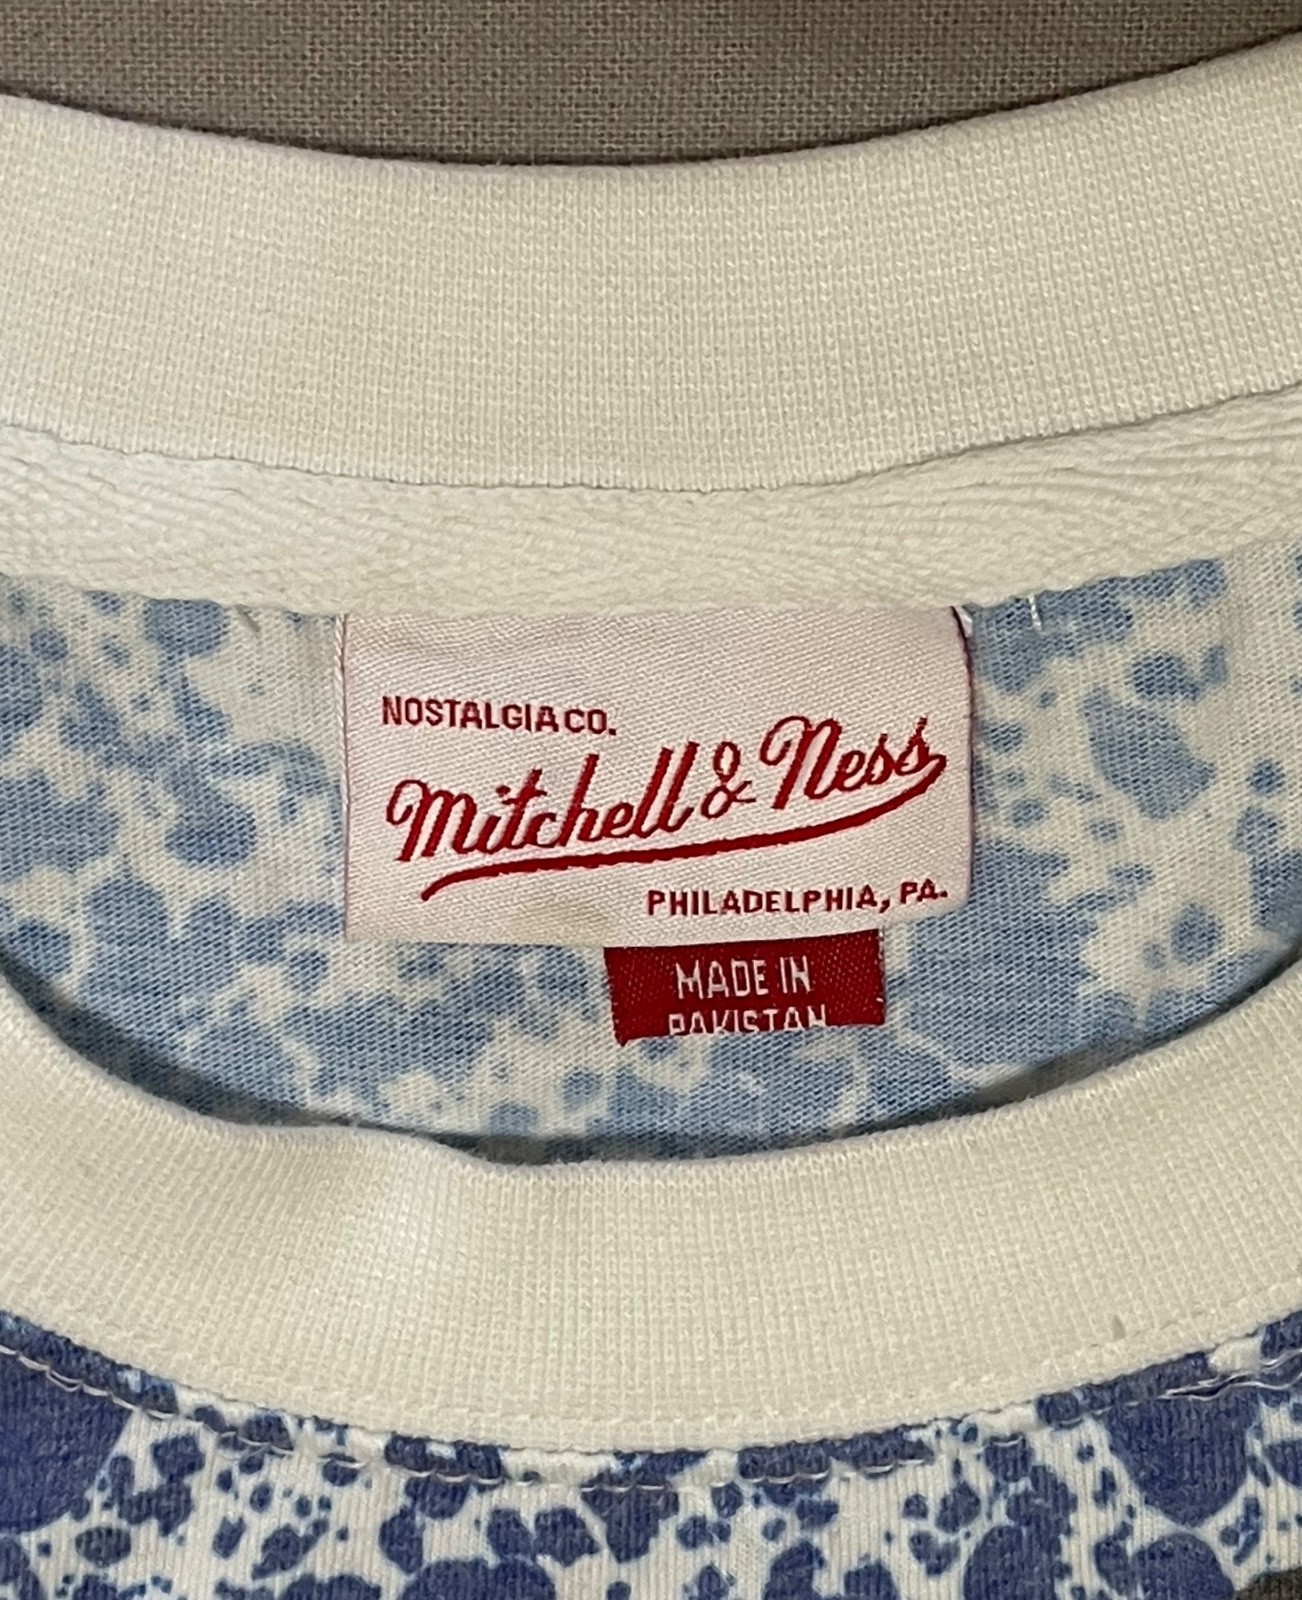 NOSTALGIA CO.
Mitchell & Ness
PHILADELPHIA, PA.
MADE IN
PAKISTAN